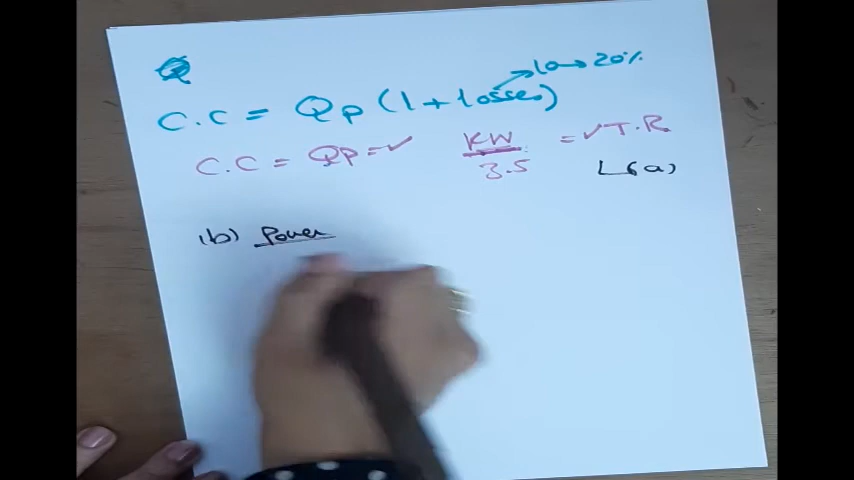 10 → 20%
C.C = Qp (1 + losses)
C.C = Qp = ✓ KW/3.5 = ✓ T.R
(a)
(b) Power